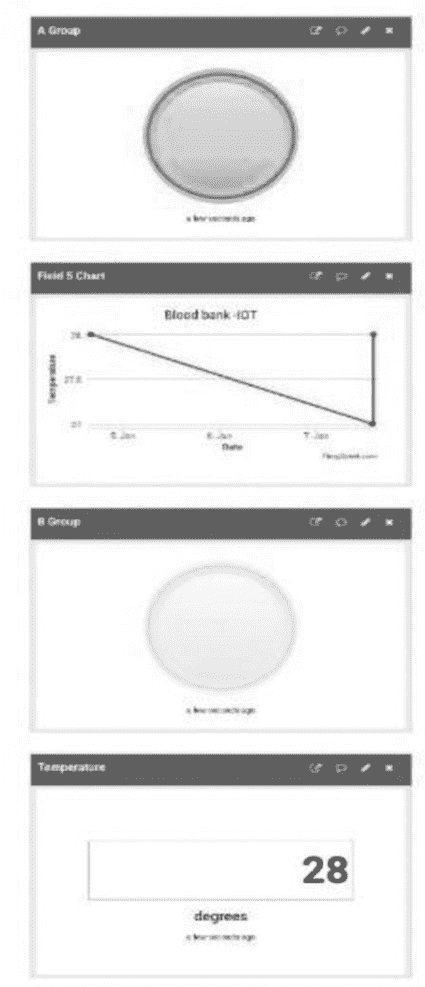 A Group
a few seconds ago
Field 5 Chart
Blood bank -IOT
Temperature
28
27.5
27
5. Jan
6. Jan
7. Jan
Date
ThingSpeak.com
B Group
a few seconds ago
Temperature
28
degrees
a few seconds ago